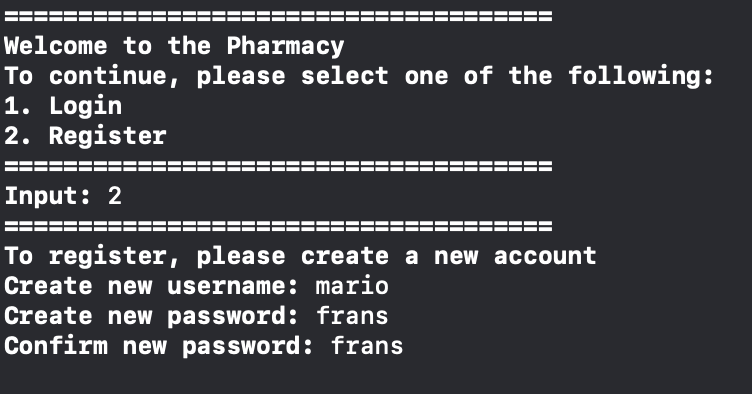 =====================================
Welcome to the Pharmacy
To continue, please select one of the following:
1. Login
2. Register
=====================================
Input: 2
=====================================
To register, please create a new account
Create new username: mario
Create new password: frans
Confirm new password: frans